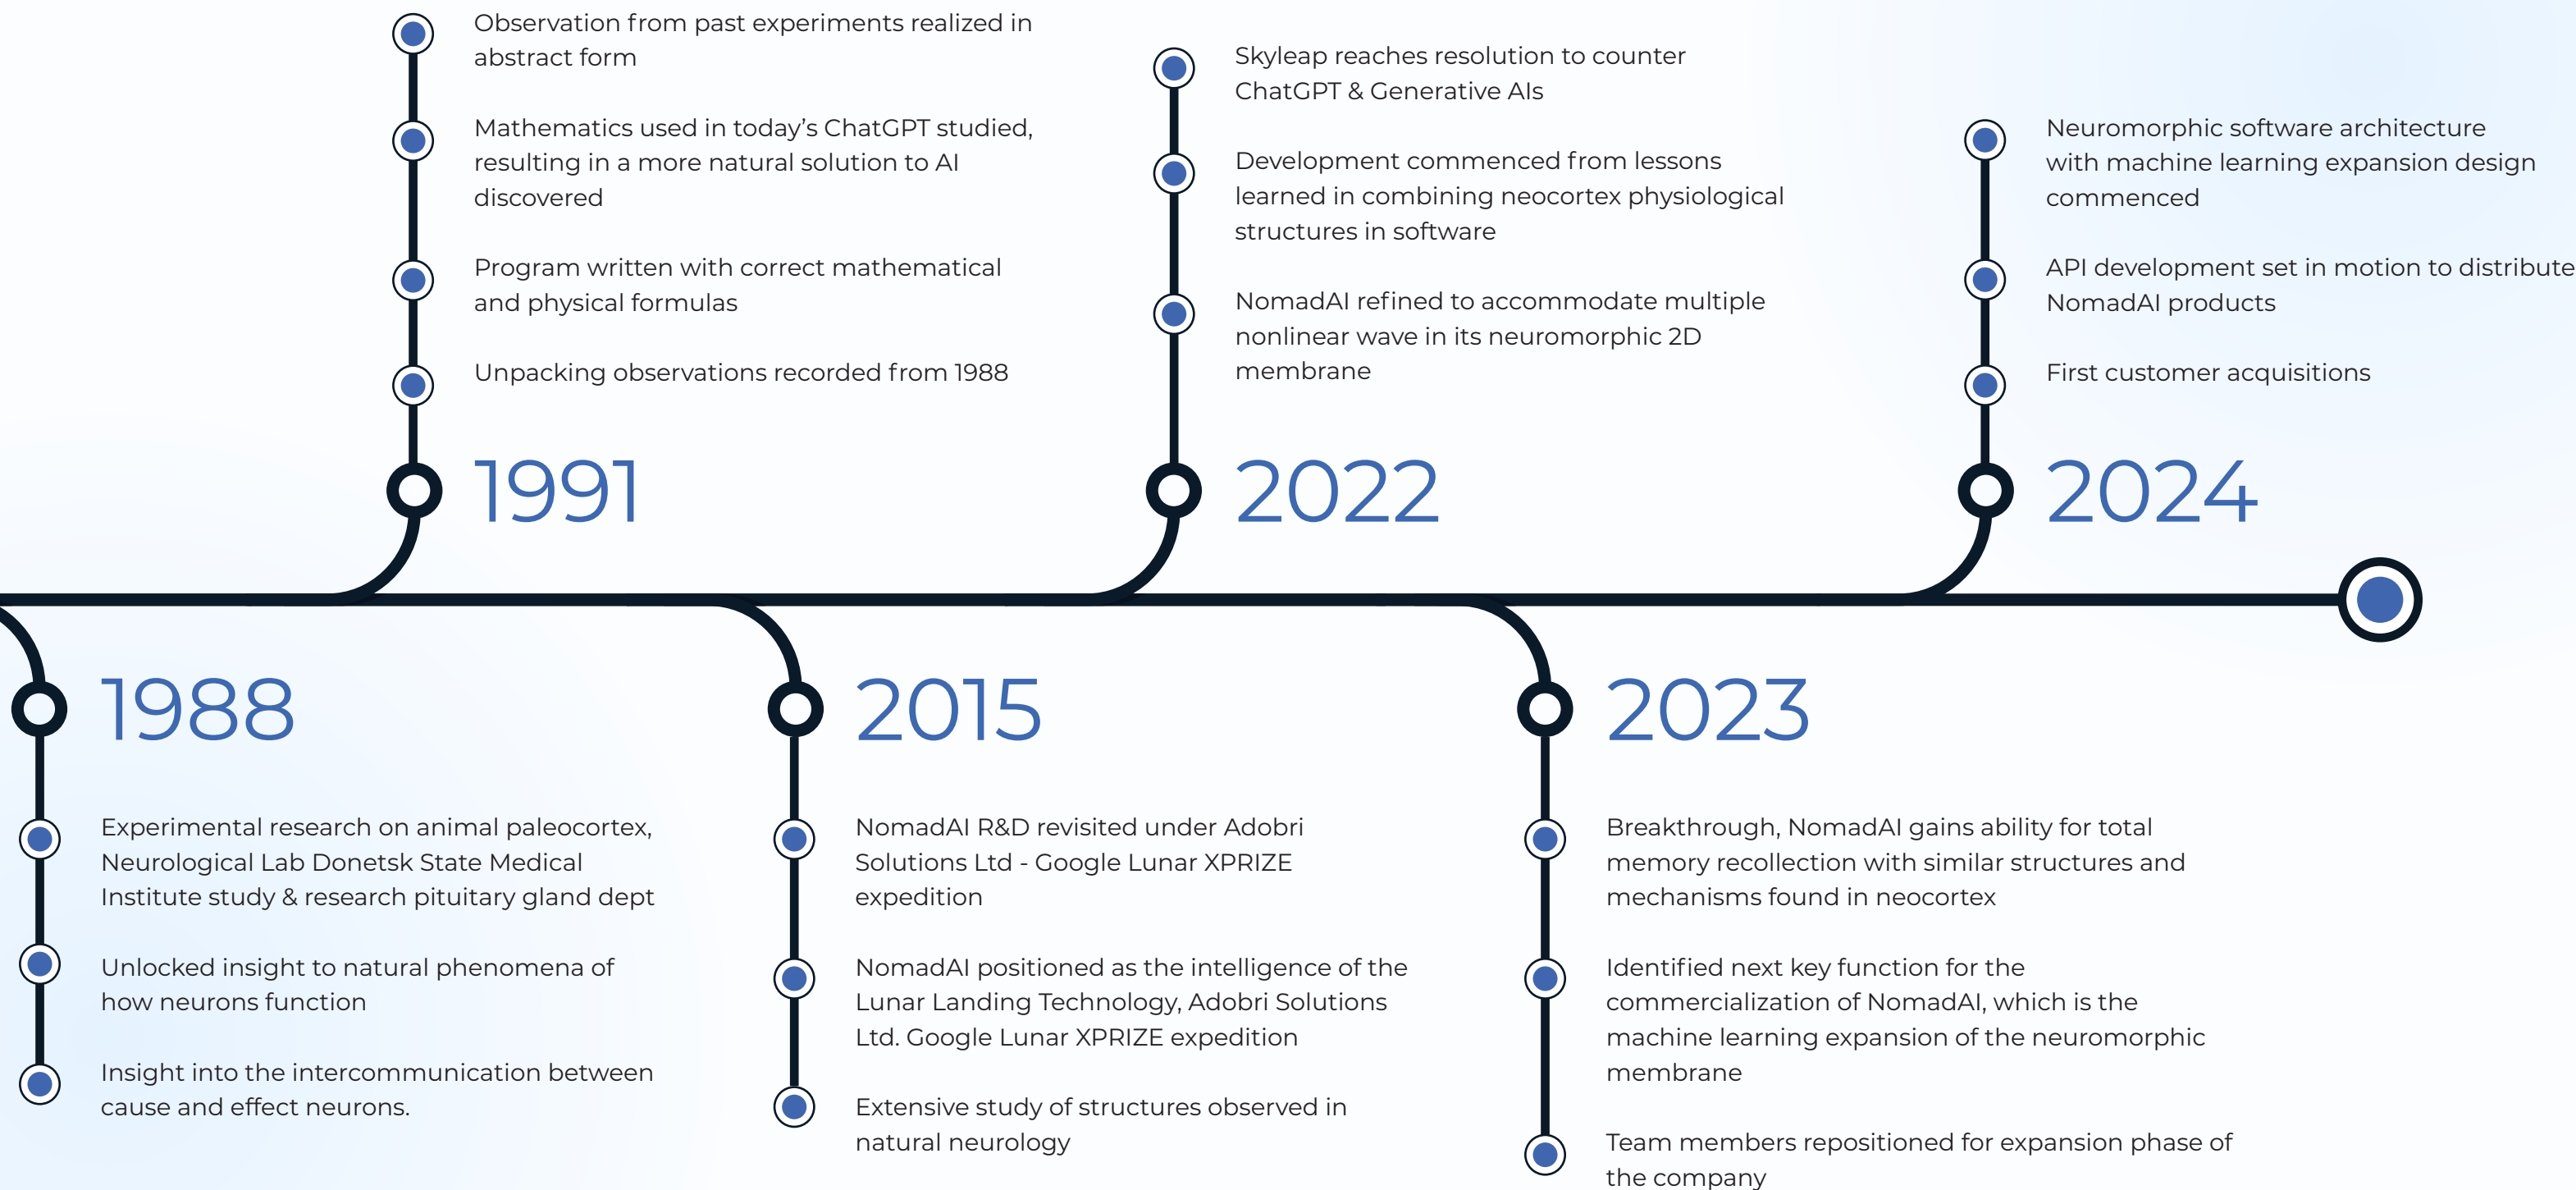 Observation from past experiments realized in
abstract form
Mathematics used in today's ChatGPT studied,
resulting in a more natural solution to AI
discovered
Program written with correct mathematical
and physical formulas
Unpacking observations recorded from 1988
1991
Skyleap reaches resolution to counter
ChatGPT & Generative AIs
Development commenced from lessons
learned in combining neocortex physiological
structures in software
NomadAI refined to accommodate multiple
nonlinear wave in its neuromorphic 2D
membrane
2022
Neuromorphic software architecture
with machine learning expansion design
commenced
API development set in motion to distribute
NomadAI products
First customer acquisitions
2024
1988
Experimental research on animal paleocortex,
Neurological Lab Donetsk State Medical
Institute study & research pituitary gland dept
Unlocked insight to natural phenomena of
how neurons function
Insight into the intercommunication between
cause and effect neurons.
2015
NomadAI R&D revisited under Adobri
Solutions Ltd - Google Lunar XPRIZE
expedition
NomadAI positioned as the intelligence of the
Lunar Landing Technology, Adobri Solutions
Ltd. Google Lunar XPRIZE expedition
Extensive study of structures observed in
natural neurology
2023
Breakthrough, NomadAI gains ability for total
memory recollection with similar structures and
mechanisms found in neocortex
Identified next key function for the
commercialization of NomadAI, which is the
machine learning expansion of the neuromorphic
membrane
Team members repositioned for expansion phase of
the company